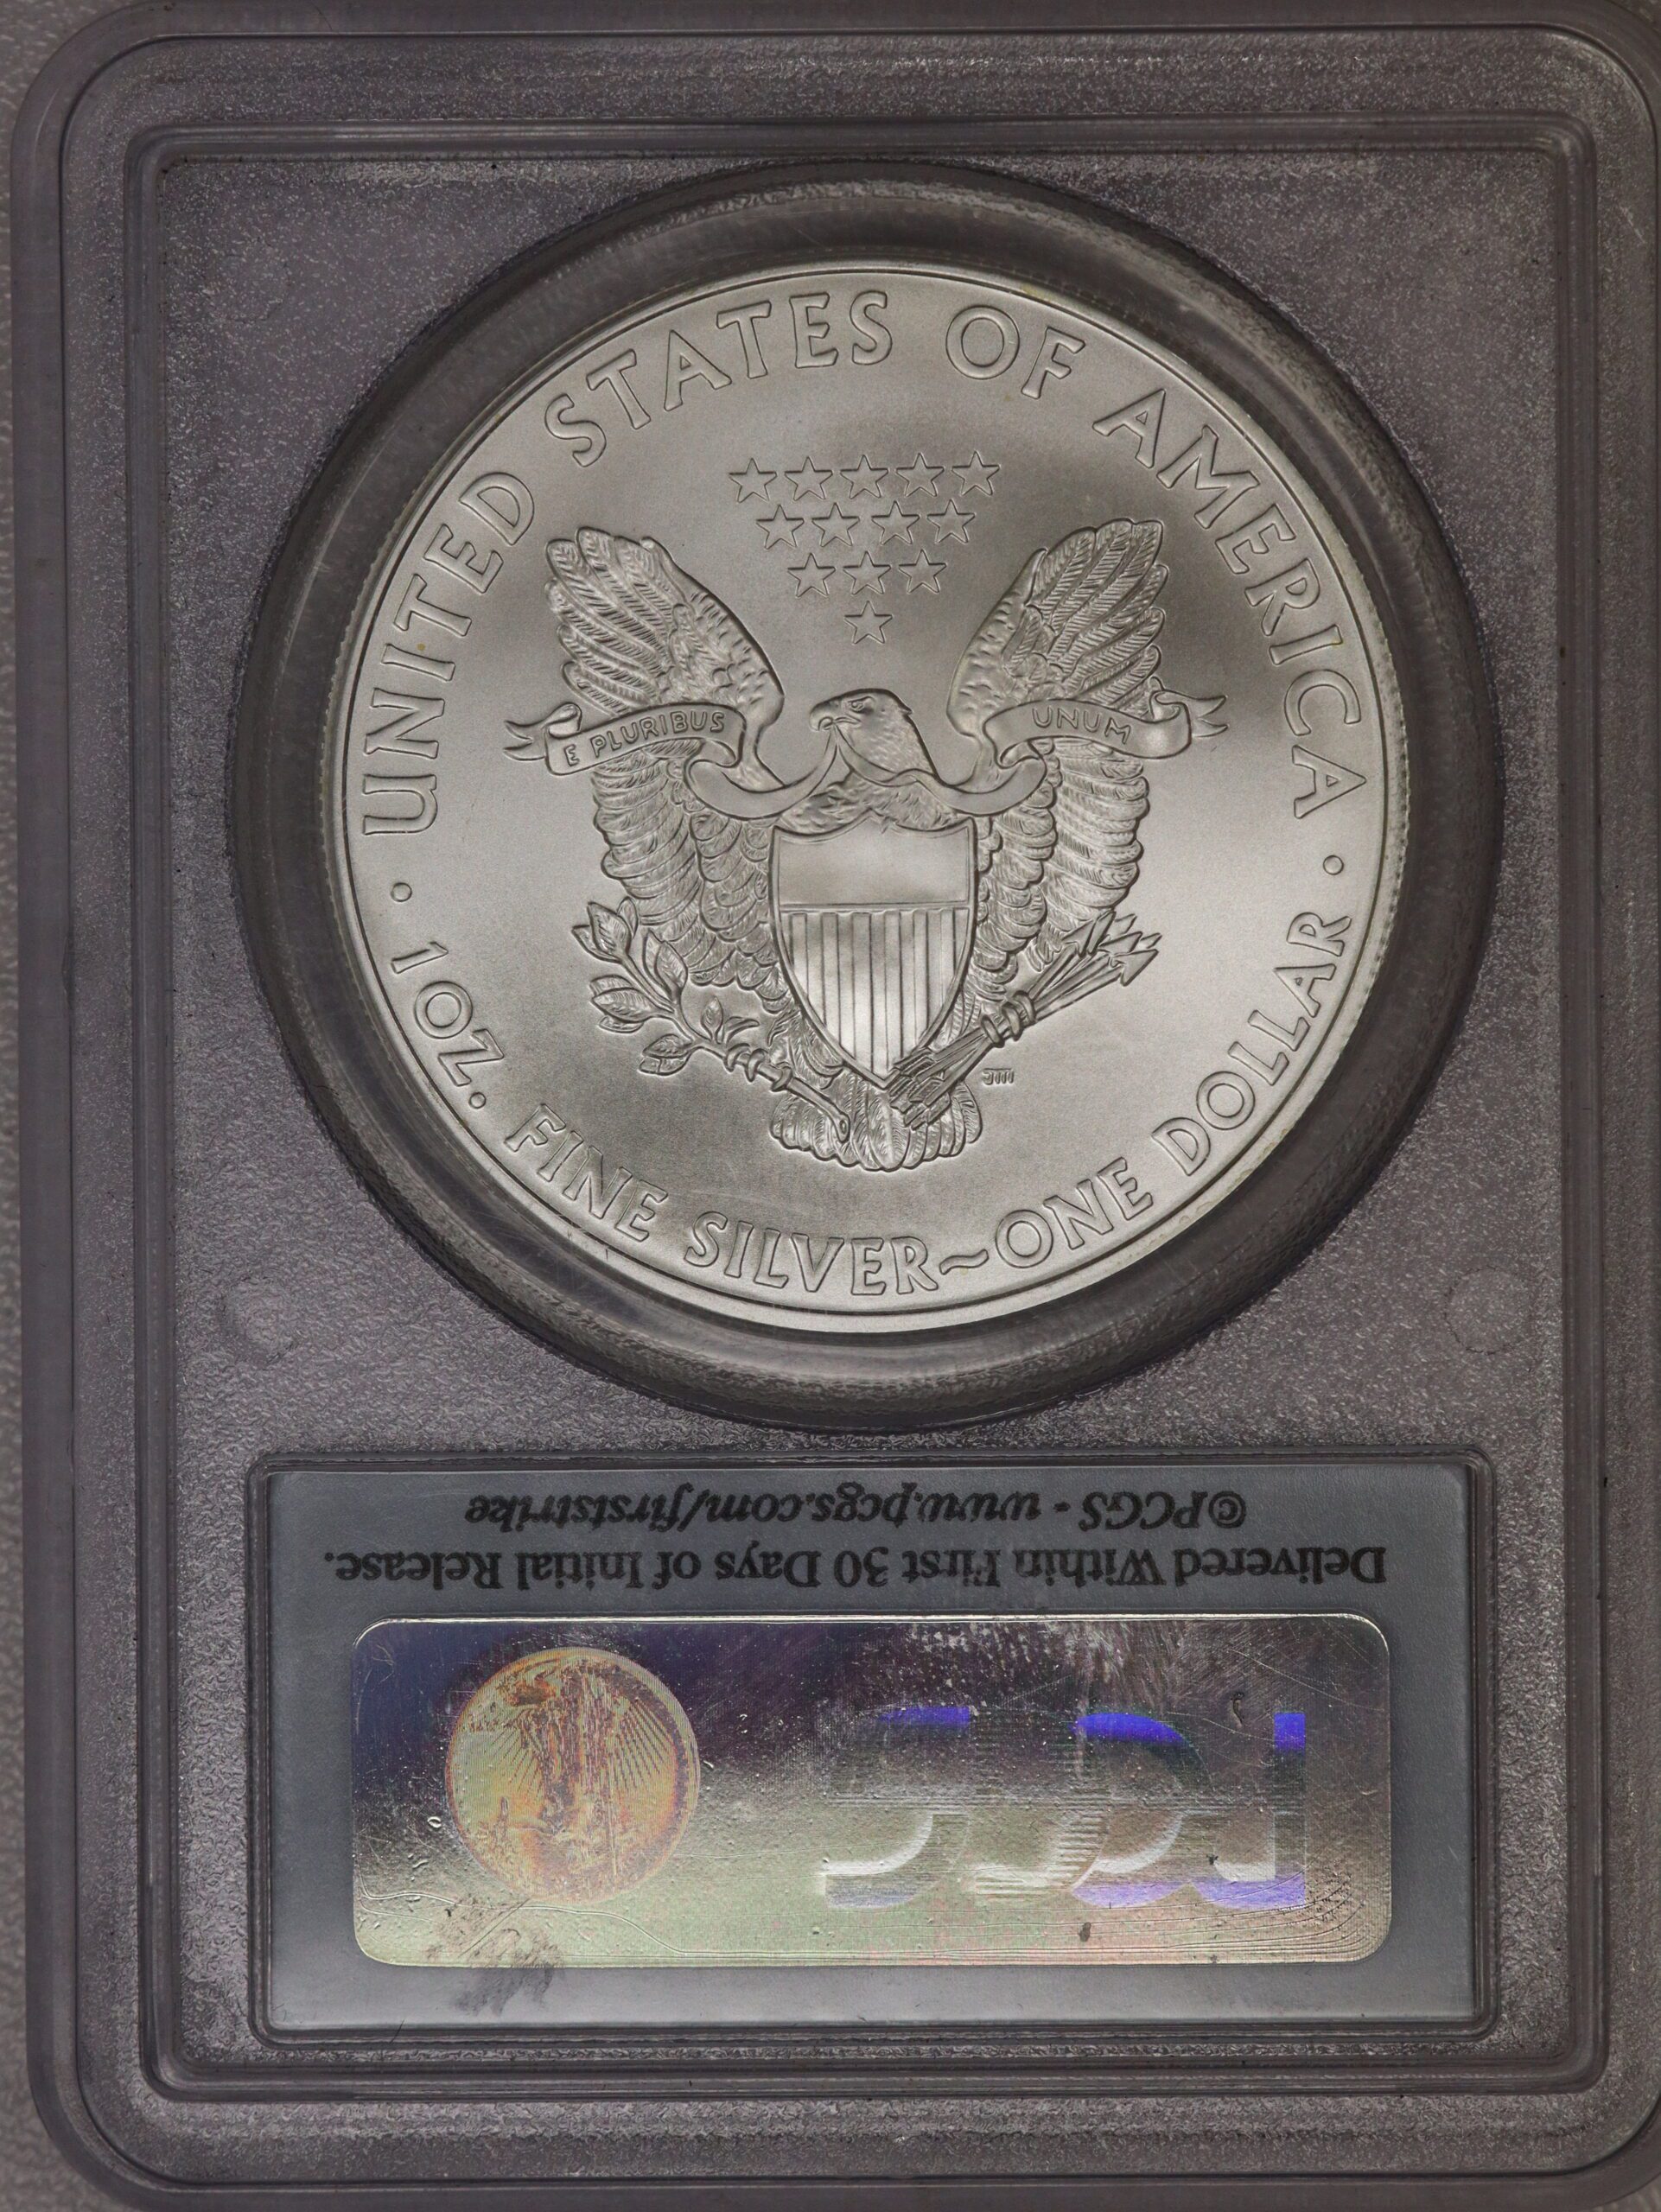 UNITED STATES OF AMERICA
E PLURIBUS UNUM
1 OZ. FINE SILVER~ONE DOLLAR
Delivered Within First 30 Days of Initial Release.
©PCGS - www.pcgs.com/firststrike